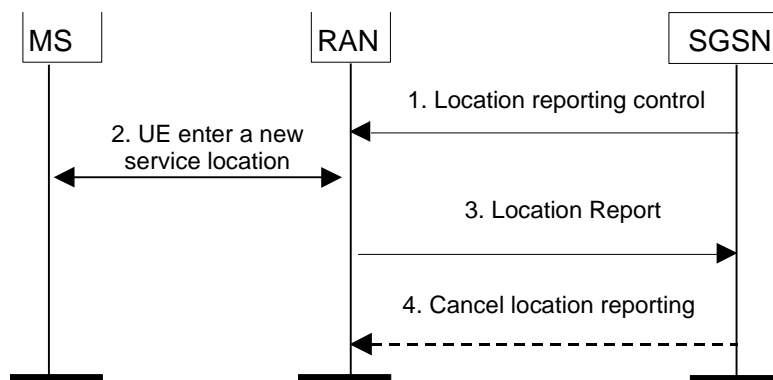 MS
RAN
SGSN
1. Location reporting control
2. UE enter a new
service location
3. Location Report
4. Cancel location reporting